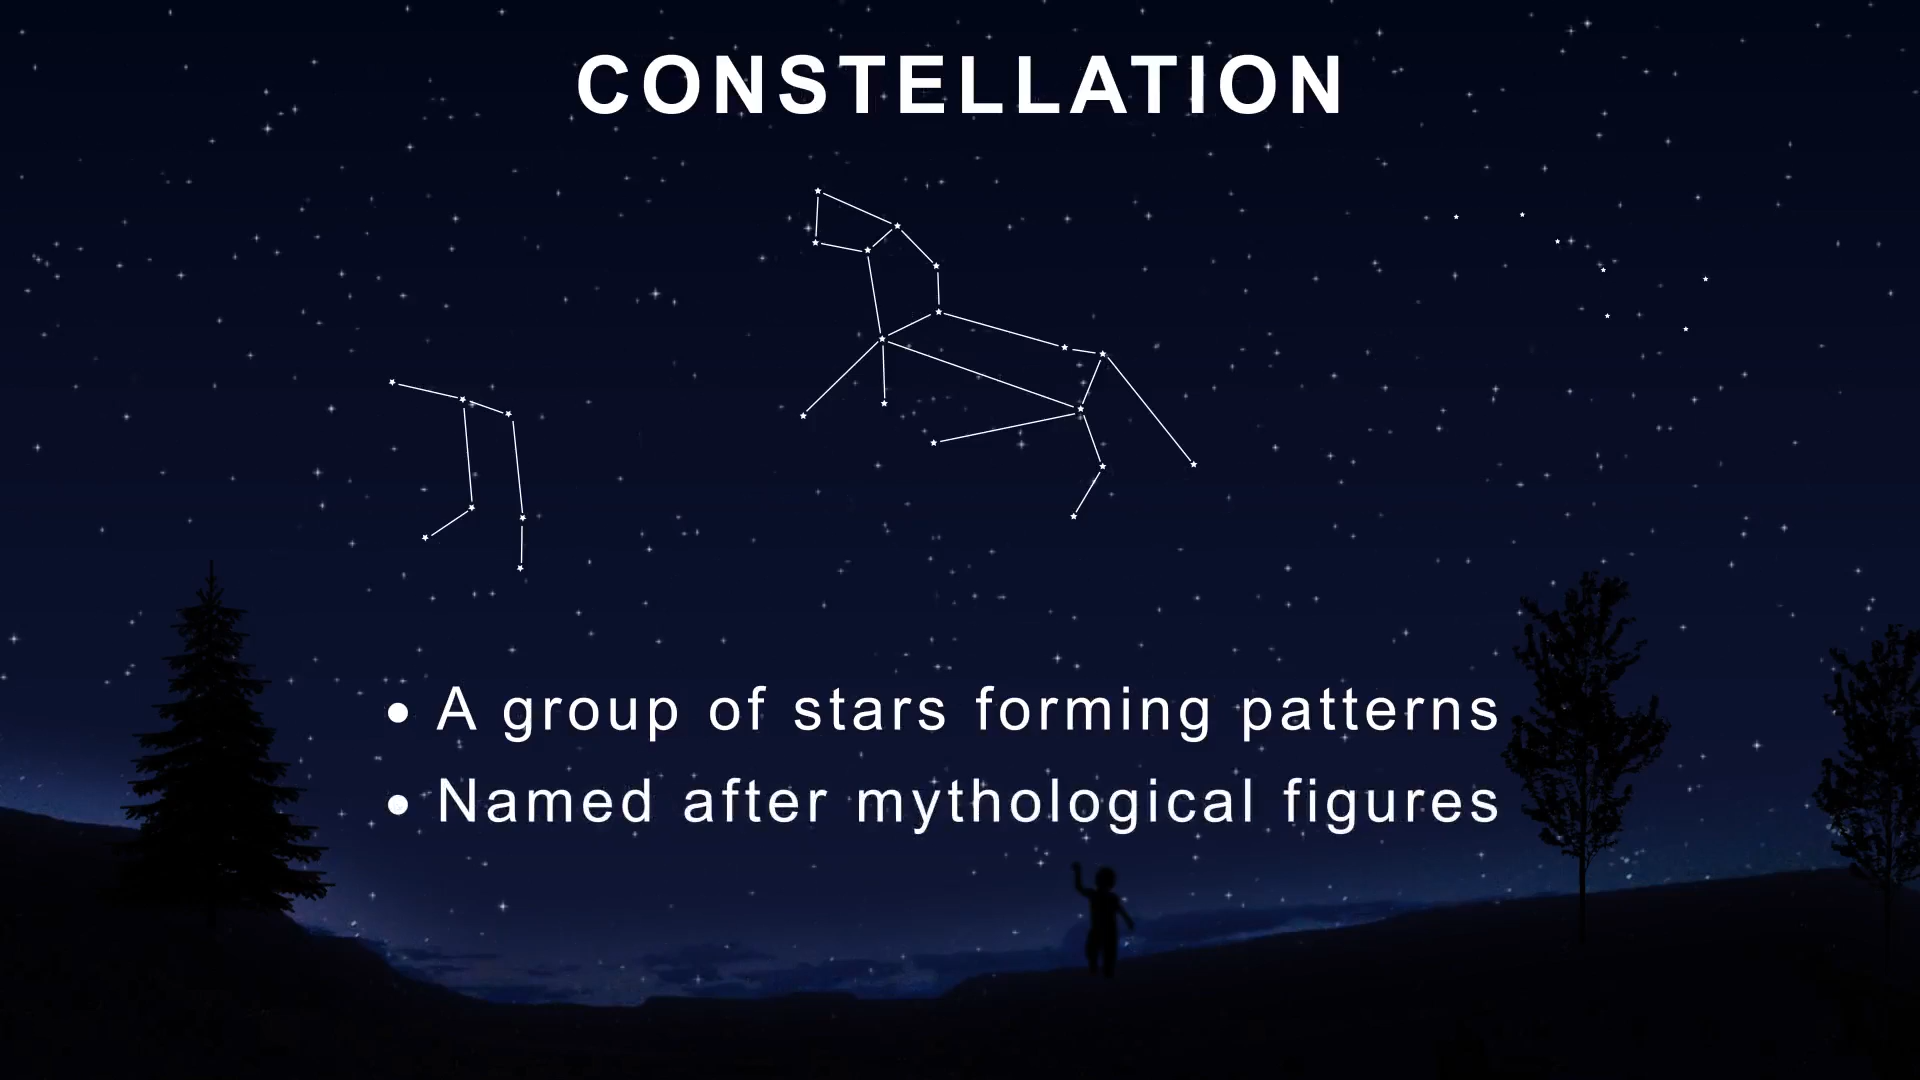 CONSTELLATION
• A group of stars forming patterns
• Named after mythological figures